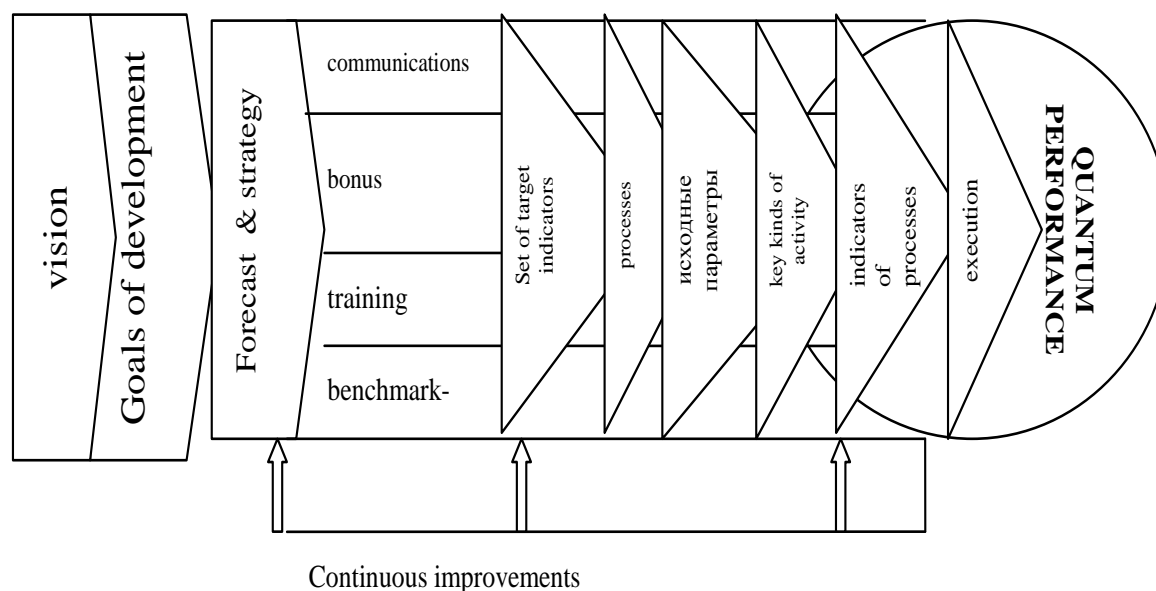 vision
Goals of development
Forecast & strategy
communications
bonus
training
benchmark-
Set of target
indicators
processes
исходные
параметры
key kinds of
activity
indicators
of
processes
execution
QUANTUM
PERFORMANCE
Continuous improvements